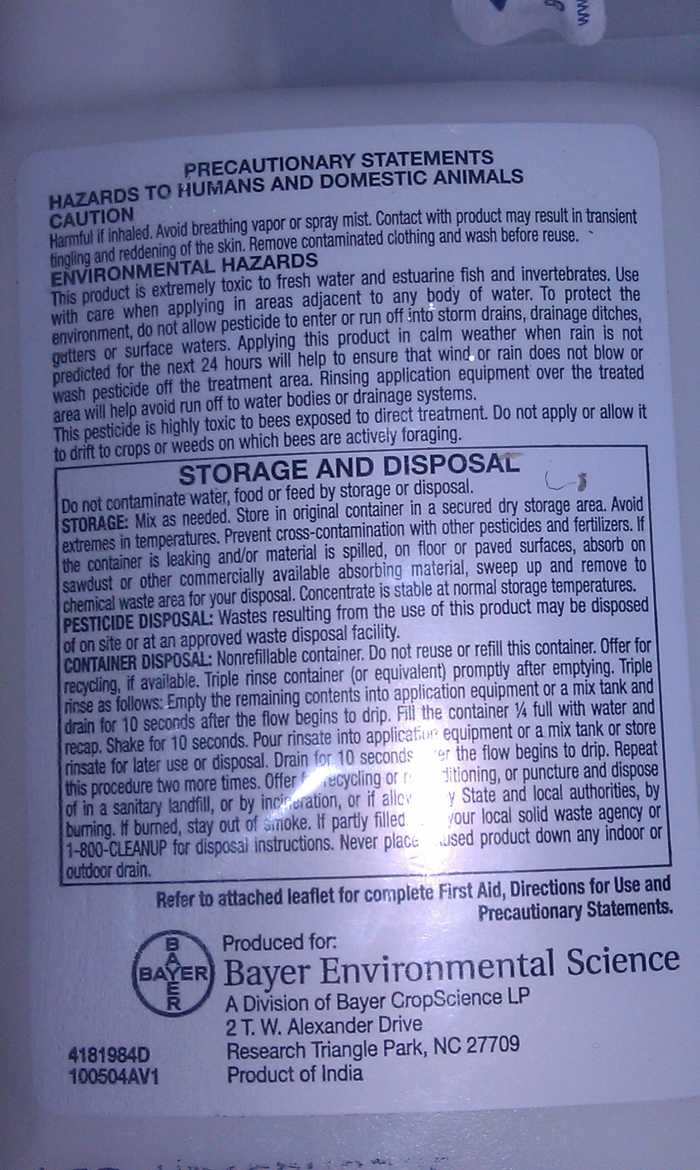 PRECAUTIONARY STATEMENTS
HAZARDS TO HUMANS AND DOMESTIC ANIMALS
CAUTION
Harmful if inhaled. Avoid breathing vapor or spray mist. Contact with product may result in transient
tingling and reddening of the skin. Remove contaminated clothing and wash before reuse.
ENVIRONMENTAL HAZARDS
This product is extremely toxic to fresh water and estuarine fish and invertebrates. Use
with care when applying in areas adjacent to any body of water. To protect the
environment, do not allow pesticide to enter or run off into storm drains, drainage ditches,
gutters or surface waters. Applying this product in calm weather when rain is not
predicted for the next 24 hours will help to ensure that wind or rain does not blow or
wash pesticide off the treatment area. Rinsing application equipment over the treated
area will help avoid run off to water bodies or drainage systems.
This pesticide is highly toxic to bees exposed to direct treatment. Do not apply or allow it
to drift to crops or weeds on which bees are actively foraging.
STORAGE AND DISPOSAL
Do not contaminate water, food or feed by storage or disposal.
STORAGE: Mix as needed. Store in original container in a secured dry storage area. Avoid
extremes in temperatures. Prevent cross-contamination with other pesticides and fertilizers. If
the container is leaking and/or material is spilled, on floor or paved surfaces, absorb on
sawdust or other commercially available absorbing material, sweep up and remove to
chemical waste area for your disposal. Concentrate is stable at normal storage temperatures.
PESTICIDE DISPOSAL: Wastes resulting from the use of this product may be disposed
of on site or at an approved waste disposal facility.
CONTAINER DISPOSAL: Nonrefillable container. Do not reuse or refill this container. Offer for
recycling, if available. Triple rinse container (or equivalent) promptly after emptying. Triple
rinse as follows: Empty the remaining contents into application equipment or a mix tank and
drain for 10 seconds after the flow begins to drip. Fill the container ¼ full with water and
recap. Shake for 10 seconds. Pour rinsate into application equipment or a mix tank or store
rinsate for later use or disposal. Drain for 10 seconds the flow begins to drip. Repeat
this procedure two more times. Offer recycling or or puncture and dispose
of in a sanitary landfill, or by incineration, or if State and local authorities, by
burning. If burned, stay out of smoke. If partly filled your local solid waste agency or
1-800-CLEANUP for disposal instructions. Never place product down any indoor or
outdoor drain.
Refer to attached leaflet for complete First Aid, Directions for Use and
Precautionary Statements.
BAYER
BAYER
Produced for:
Bayer Environmental Science
A Division of Bayer CropScience LP
2 T. W. Alexander Drive
Research Triangle Park, NC 27709
Product of India
4181984D
100504AV1